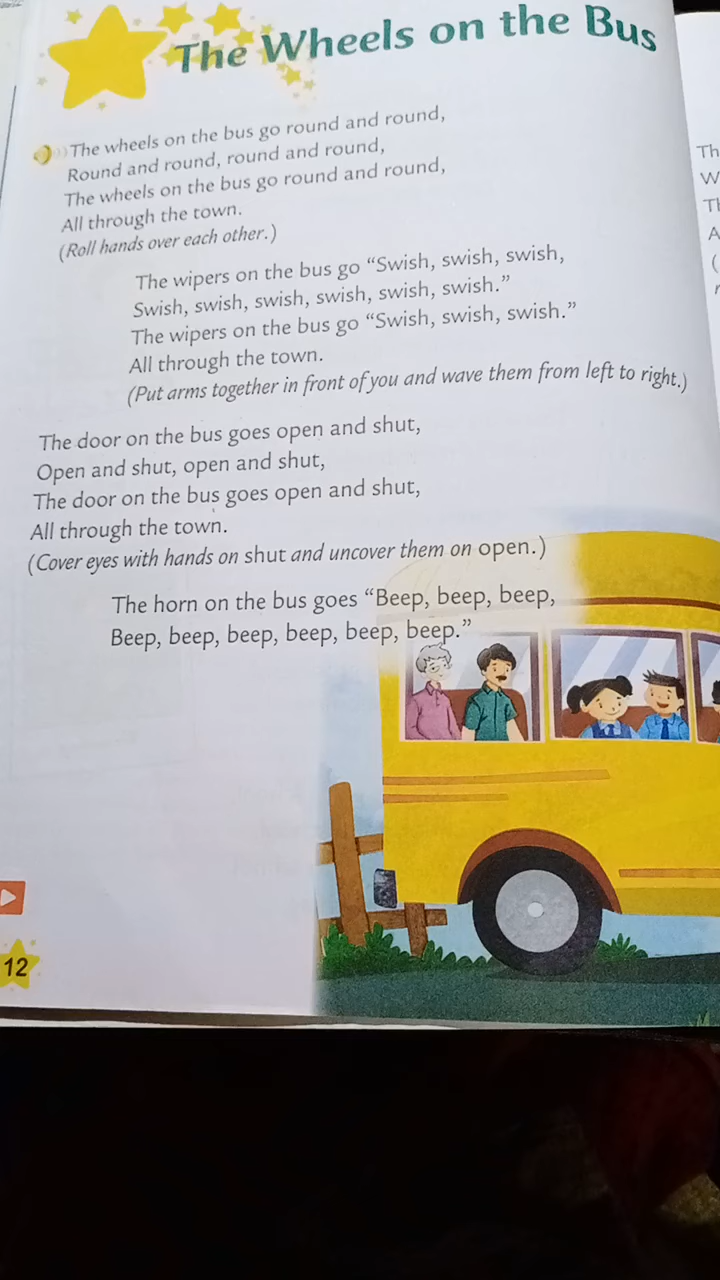 The Wheels on the Bus
The wheels on the bus go round and round,
Round and round, round and round,
The wheels on the bus go round and round,
All through the town.
(Roll hands over each other.)
The wipers on the bus go “Swish, swish, swish,
Swish, swish, swish, swish, swish, swish.”
The wipers on the bus go “Swish, swish, swish.”
All through the town.
(Put arms together in front of you and wave them from left to right.)
The door on the bus goes open and shut,
Open and shut, open and shut,
The door on the bus goes open and shut,
All through the town.
(Cover eyes with hands on shut and uncover them on open.)
The horn on the bus goes “Beep, beep, beep,
Beep, beep, beep, beep, beep, beep.”
12